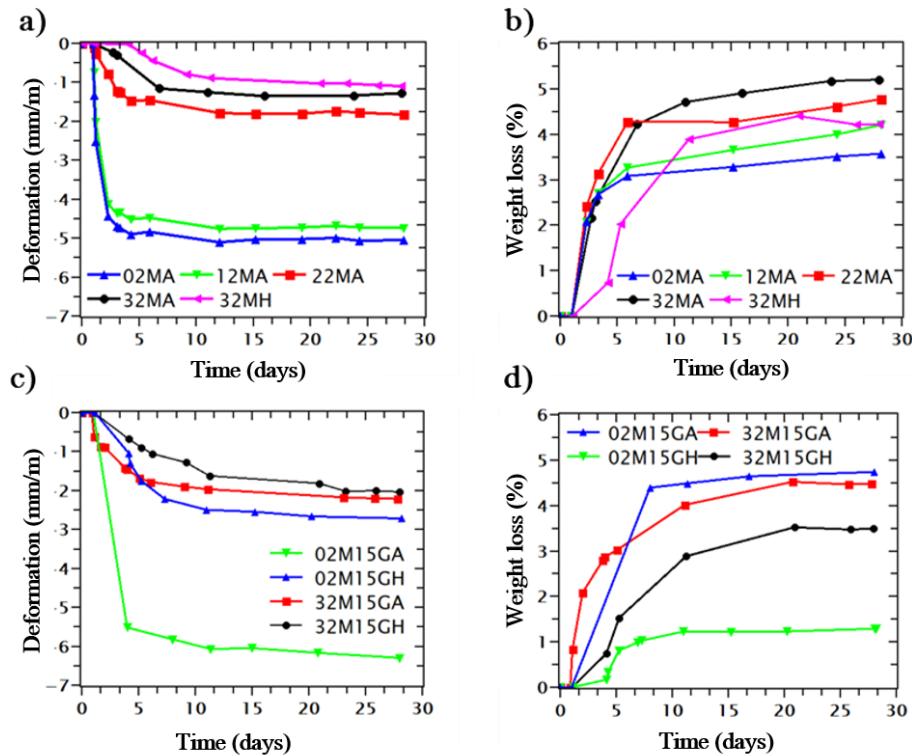 a)
0
-1
-2
-3
-4
-5
-6
-7
Deformation (mm/m)
02MA 12MA 22MA
32MA 32MH
0 5 10 15 20 25 30
Time (days)
b)
6
5
4
3
2
1
0
Weight loss (%)
02MA 12MA 22MA
32MA 32MH
0 5 10 15 20 25 30
Time (days)
c)
0
-1
-2
-3
-4
-5
-6
-7
Deformation (mm/m)
02M15GA
02M15GH
32M15GA
32M15GH
0 5 10 15 20 25 30
Time (days)
d)
6
5
4
3
2
1
0
Weight loss (%)
02M15GA 32M15GA
02M15GH 32M15GH
0 5 10 15 20 25 30
Time (days)